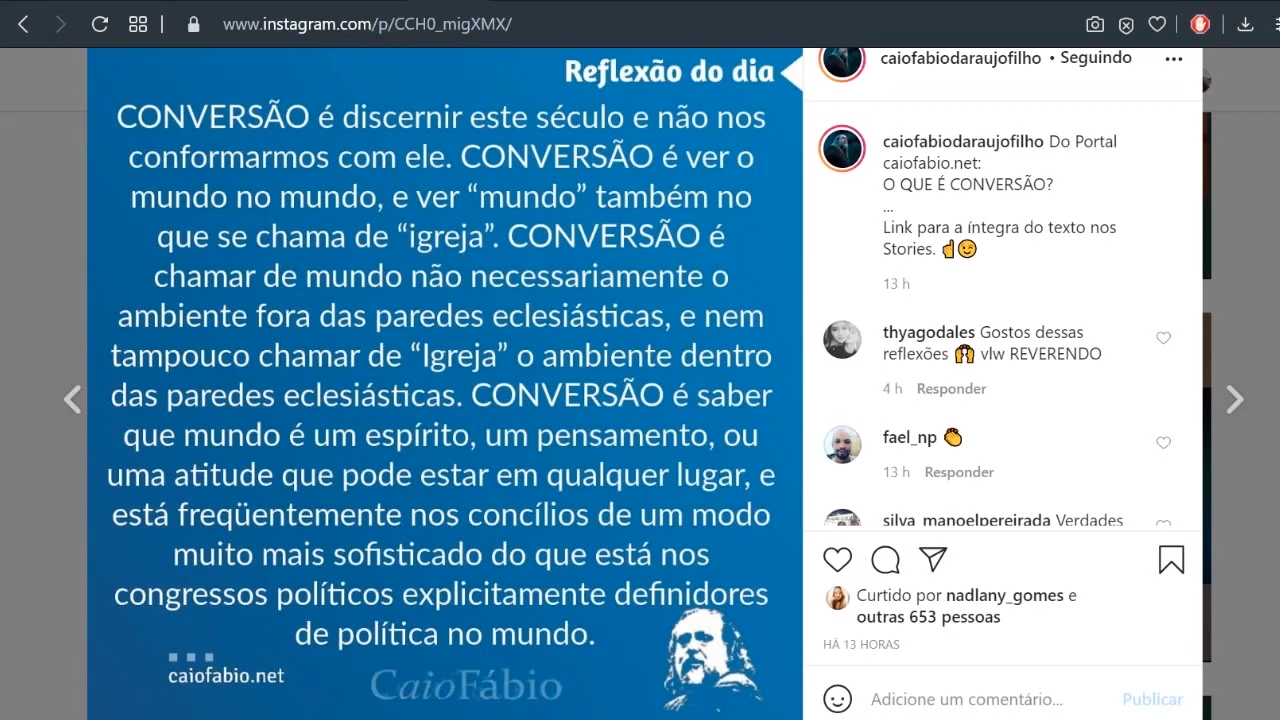 www.instagram.com/p/CCH0_migXMX/
Reflexão do dia
CONVERSÃO é discernir este século e não nos
conformarmos com ele. CONVERSÃO é ver o
mundo no mundo, e ver “mundo” também no
que se chama de “igreja”. CONVERSÃO é
chamar de mundo não necessariamente o
ambiente fora das paredes eclesiásticas, e nem
tampouco chamar de “Igreja” o ambiente dentro
das paredes eclesiásticas. CONVERSÃO é saber
que mundo é um espírito, um pensamento, ou
uma atitude que pode estar em qualquer lugar, e
está freqüentemente nos concílios de um modo
muito mais sofisticado do que está nos
congressos políticos explicitamente definidores
de política no mundo.
caiofabio.net
CaioFábio
caiofabiodaraujofilho • Seguindo
caiofabiodaraujofilho Do Portal
caiofabio.net:
O QUE É CONVERSÃO?
...
Link para a íntegra do texto nos
Stories. ☝😉
13 h
thyagodales Gostos dessas
reflexões 🙌 vlw REVERENDO
4 h Responder
fael_np 👏
13 h Responder
silva_manoelpereirada Verdades
Curtido por nadlany_gomes e
outras 653 pessoas
HÁ 13 HORAS
Adicione um comentário... Publicar